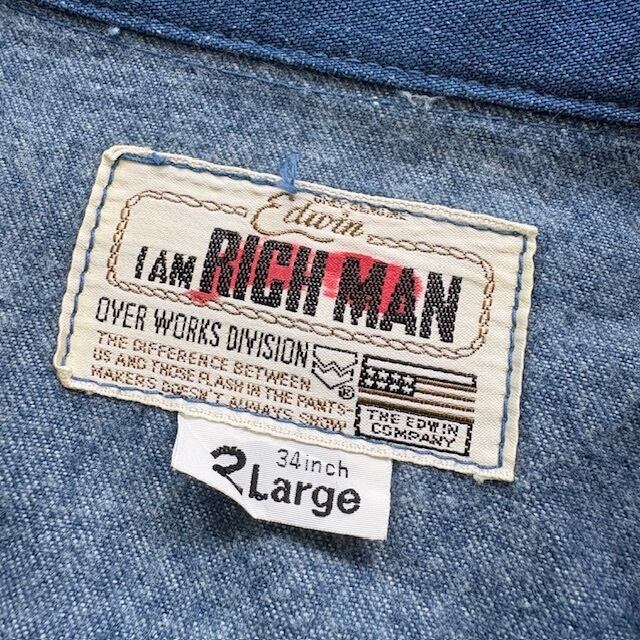 Edwin
I AM RICH MAN
OVER WORKS DIVISION
THE DIFFERENCE BETWEEN
US AND THOSE FLASH IN THE PANTS-
MAKERS DOESN'T ALWAYS SHOW.
®
THE EDWIN
COMPANY
34inch
2Large